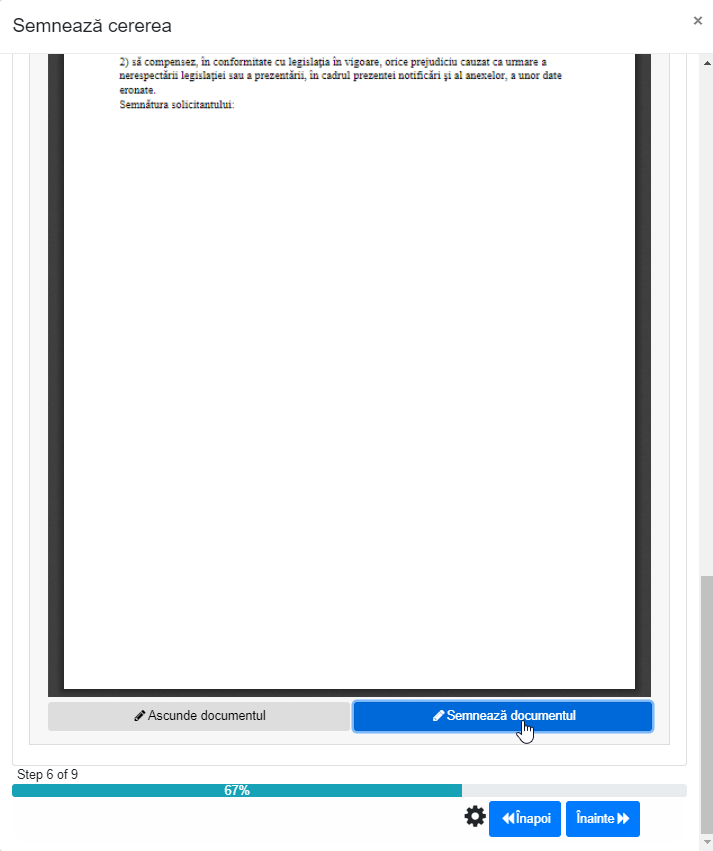 Semnează cererea
×
2) să compensez, în conformitate cu legislaţia în vigoare, orice prejudiciu cauzat ca urmare a
nerespectării legislaţiei sau a prezentării, în cadrul prezentei notificări şi al anexelor, a unor date
eronate.
Semnătura solicitantului:
Ascunde documentul
Semnează documentul
Step 6 of 9
67%
Înapoi
Înainte